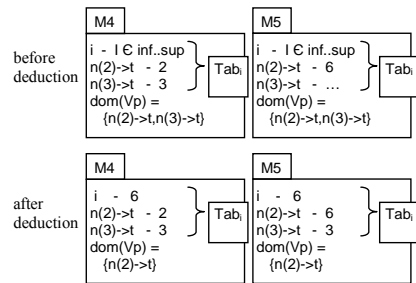 M4
M5
before
deduction
i - I Є inf..sup
n(2)->t - 2
n(3)->t - 3
dom(Vp) =
{n(2)->t,n(3)->t}
Tabi
i - I Є inf..sup
n(2)->t - 6
n(3)->t - ...
dom(Vp) =
{n(2)->t,n(3)->t}
Tabi
M4
M5
after
deduction
i - 6
n(2)->t - 2
n(3)->t - 3
dom(Vp) =
{n(2)->t}
Tabi
i - 6
n(2)->t - 6
n(3)->t - 3
dom(Vp) =
{n(2)->t}
Tabi